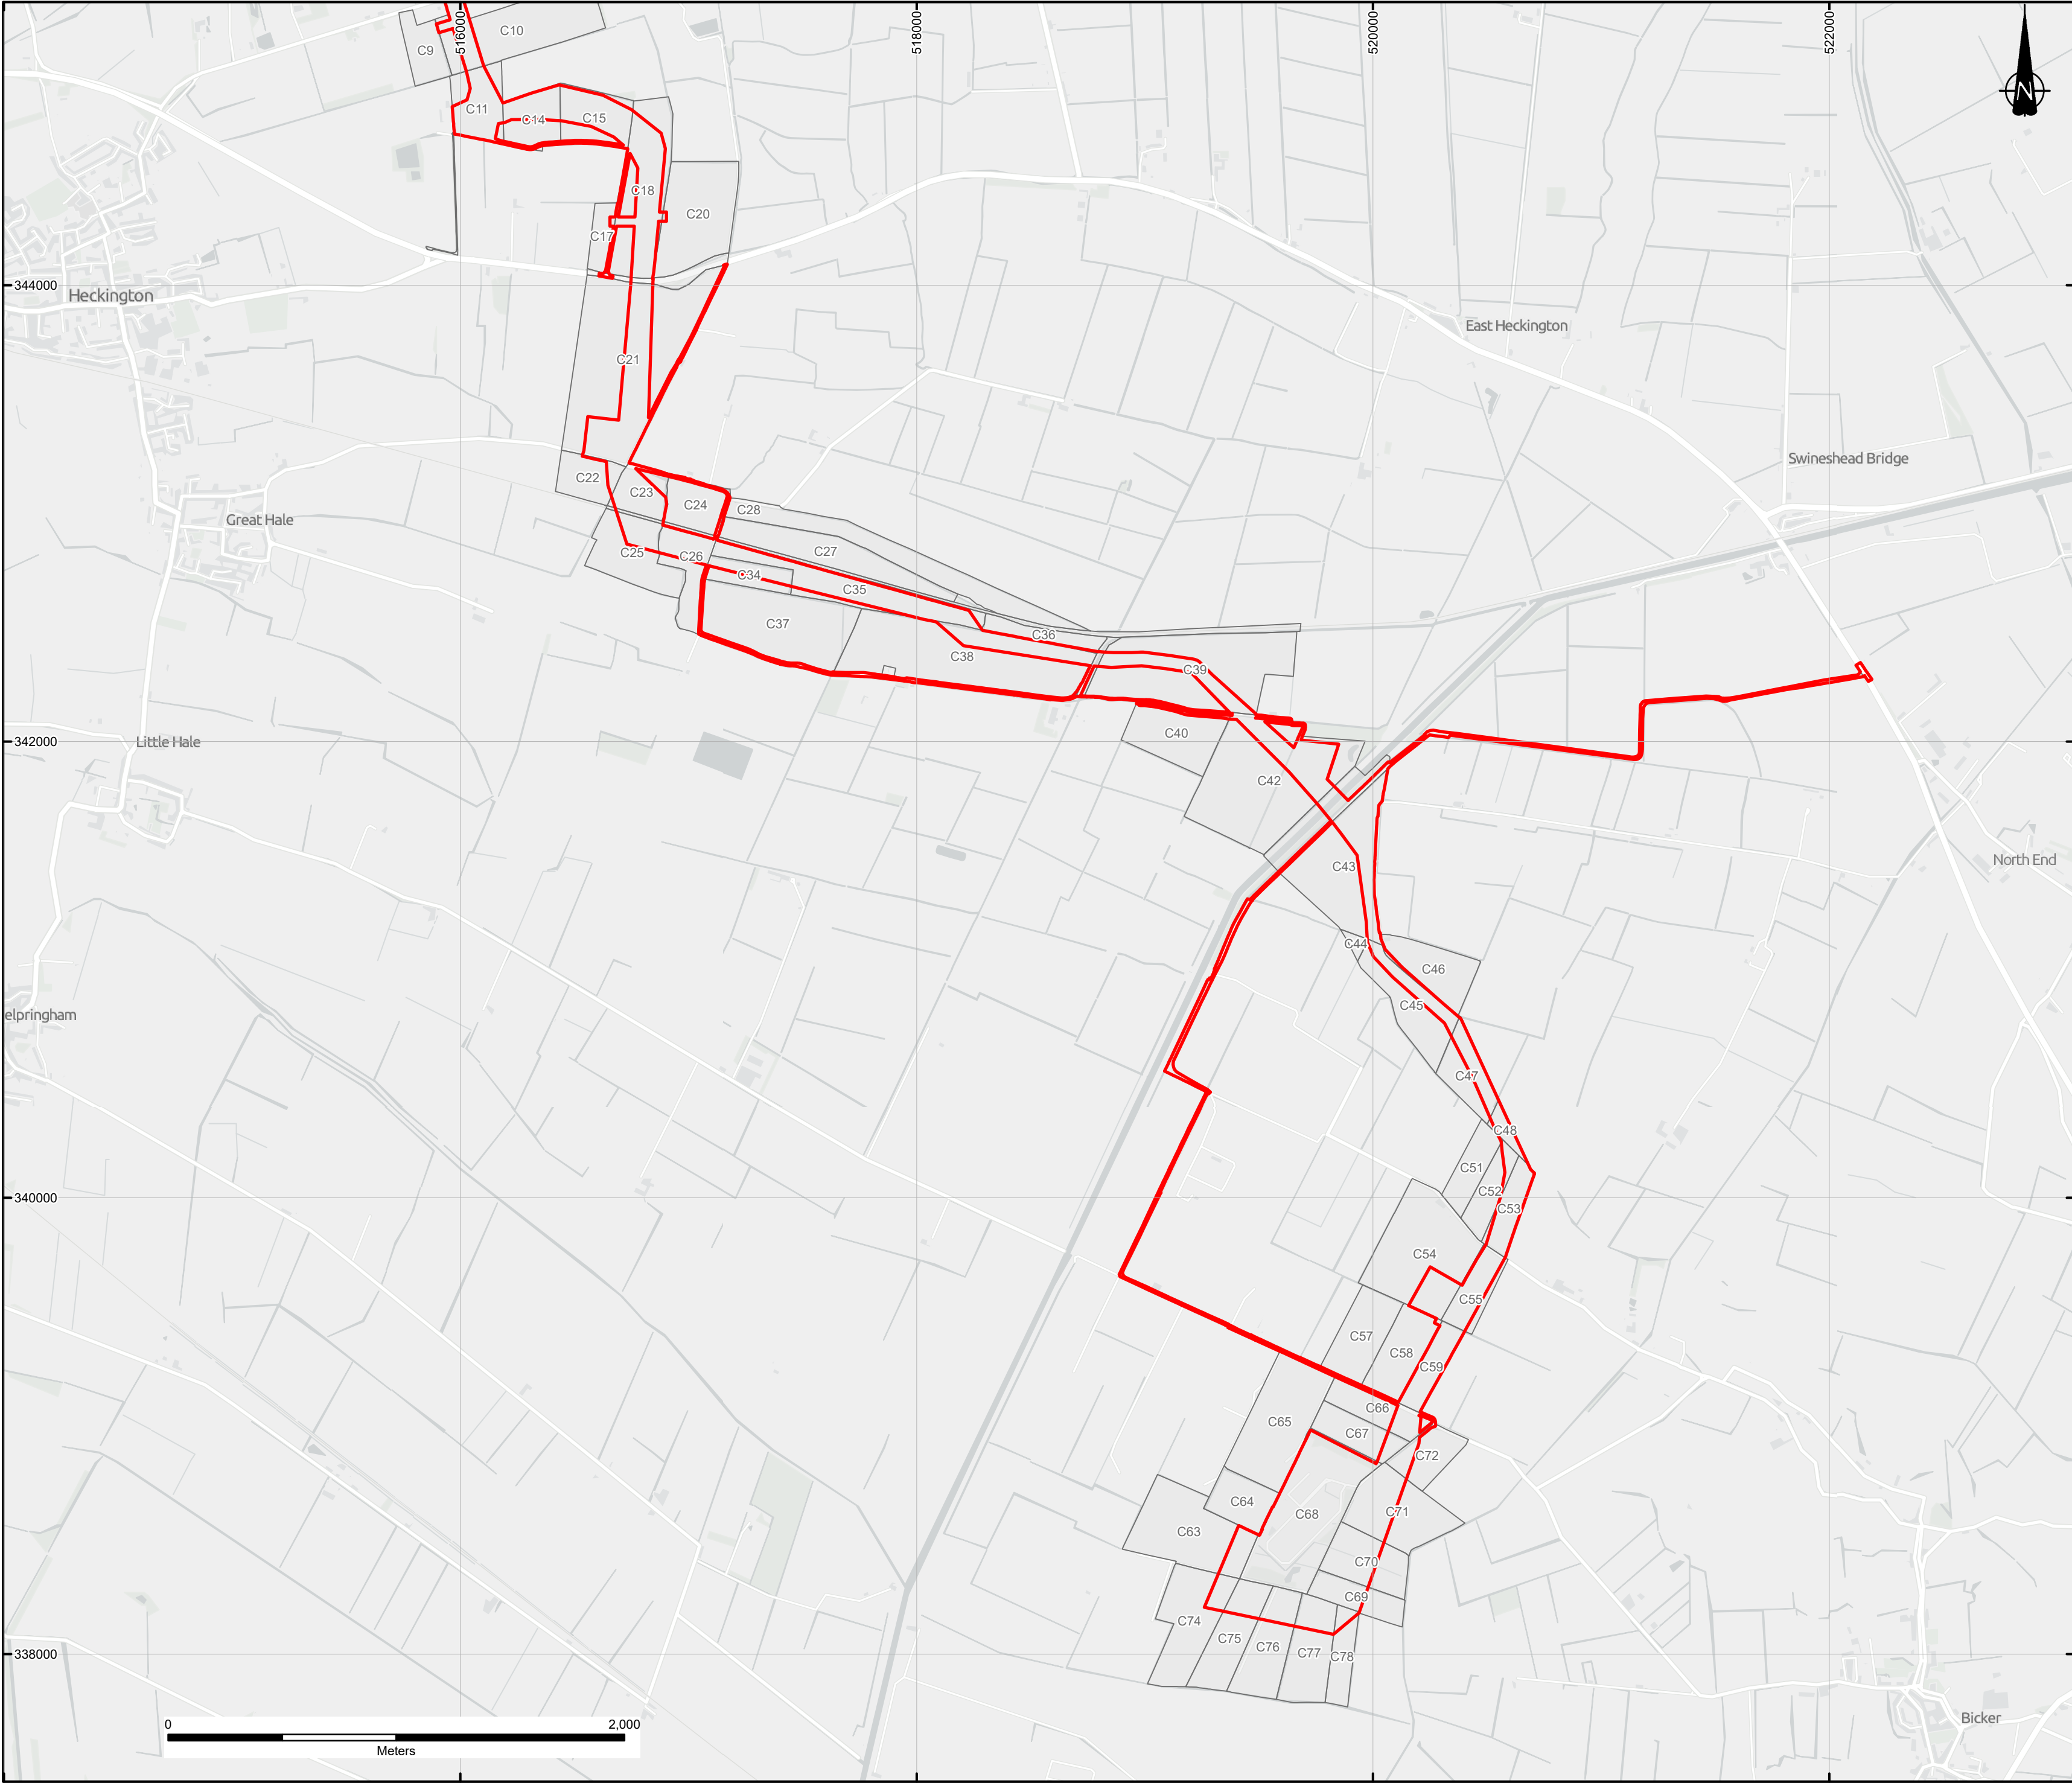 516000
518000
520000
522000
N
C9
C10
C11
C14
C15
C18
C20
C17
344000
Heckington
East Heckington
C21
Swineshead Bridge
C22
C23
C24
C28
Great Hale
C25
C26
C27
C34
C35
C37
C36
C38
C39
342000
Little Hale
C40
C42
North End
C43
C44
C46
C45
elpringham
C47
C48
C51
C52
340000
C53
C54
C55
C57
C58
C59
C66
C65
C67
C72
C64
C68
C71
C63
C70
C69
C74
C75
C76
C77
C78
338000
Bicker
0 2,000
Meters